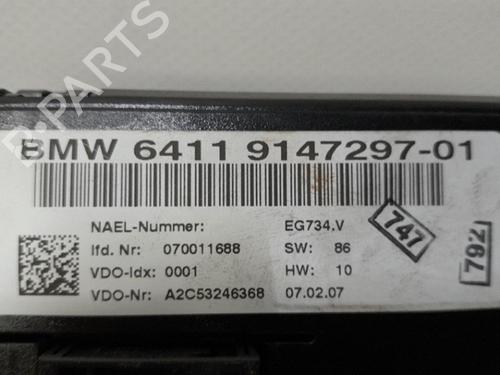 B-PARTS
BMW 6411 9147297-01
NAEL-Nummer: EG734.V
lfd. Nr: 070011688 SW: 86
VDO-Idx: 0001 HW: 10
VDO-Nr: A2C53246368 07.02.07
747
792